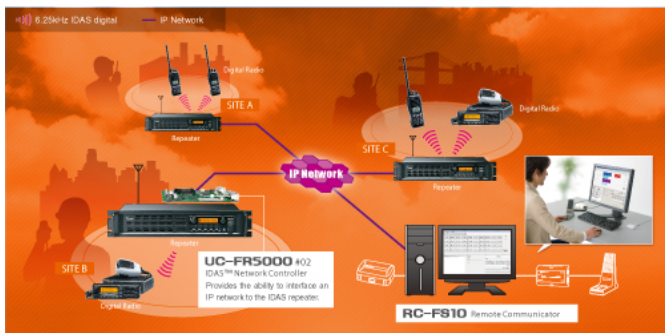 6.25kHz IDAS digital
IP Network
Digital Radio
SITE A
Repeater
Digital Radio
SITE C
Repeater
IP Network
Repeater
UC-FR5000 #02
IDAS™ Network Controller
Provides the ability to interface an
IP network to the IDAS repeater.
SITE B
Digital Radio
RC-FS10 Remote Communicator